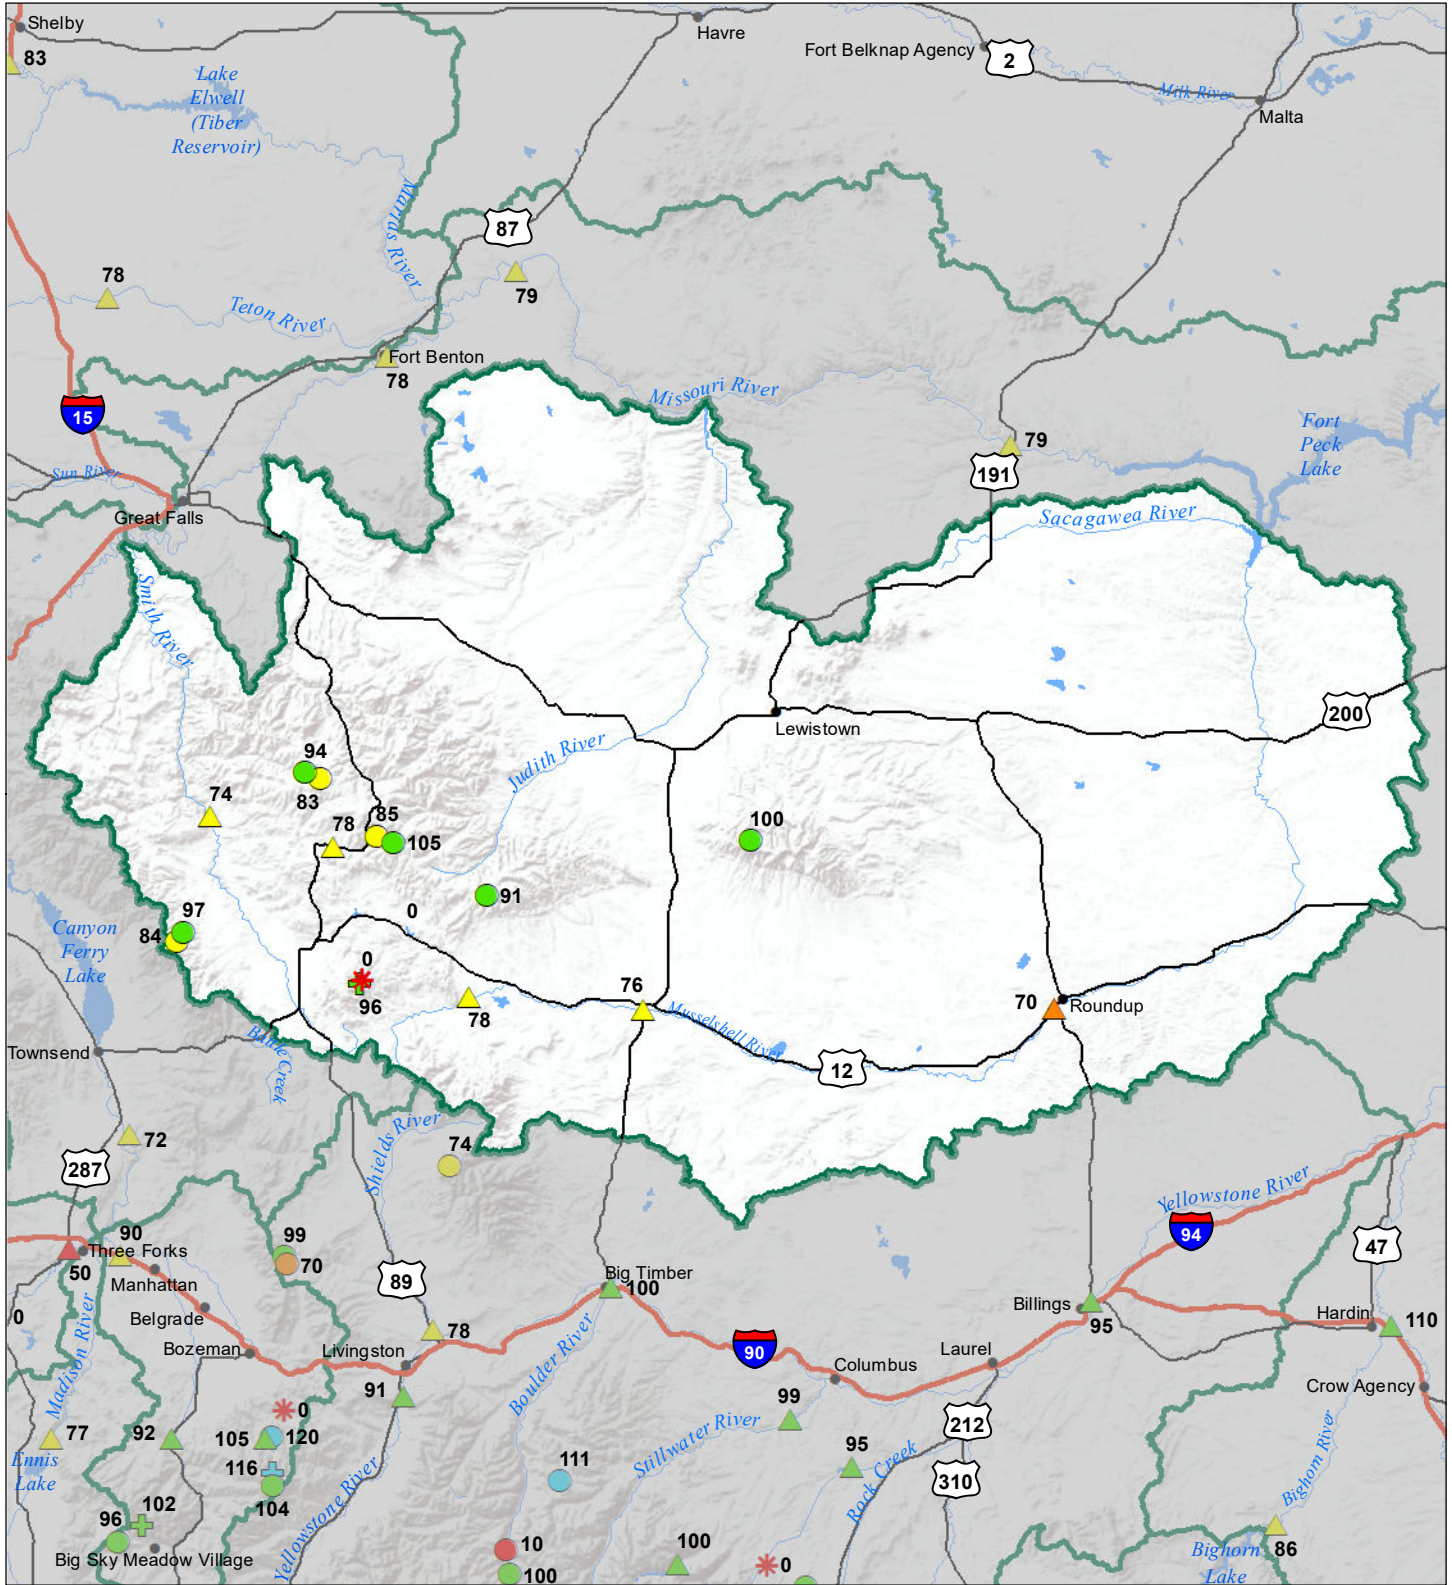 Shelby
83
Lake
Elwell
(Tiber
Reservoir)
Havre
Fort Belknap Agency
2
Milk River
Malta
Marias River
87
78
79
Teton River
Fort Benton
78
15
Missouri River
79
191
Fort
Peck
Lake
Sun River
Great Falls
Sacagawea River
Smith River
200
Lewistown
Judith River
94
83
74
78
85
105
100
91
97
84
0
Canyon
Ferry
Lake
0
96
78
76
Musselshell River
70
Roundup
12
Townsend
Battle Creek
72
287
Shields River
74
Yellowstone River
94
90
99
70
Three Forks
50
Manhattan
89
Big Timber
100
47
0
Belgrade
Billings
95
Hardin
110
Madison River
Bozeman
Livingston
78
90
Laurel
Columbus
Boulder River
91
Crow Agency
0
99
212
77
92
105
120
Stillwater River
95
Ennis
Lake
116
111
Rock Creek
310
Bighorn River
104
Yellowstone River
102
96
Big Sky Meadow Village
10
100
100
0
86
Bighorn
Lake